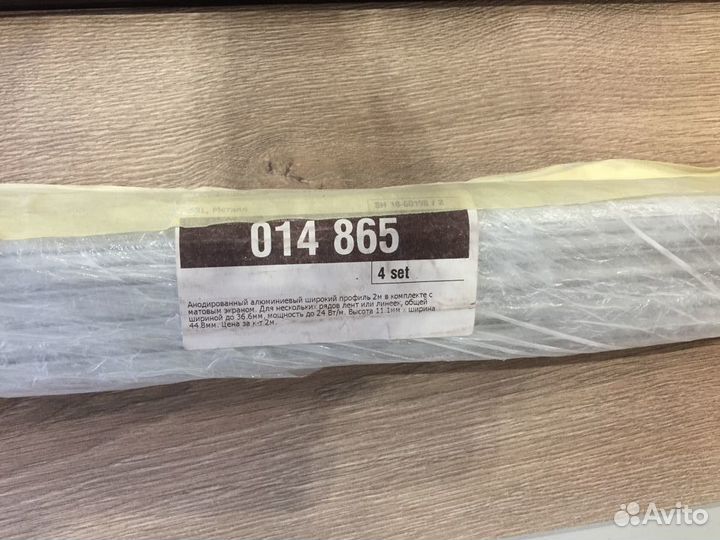 014 865
4 set
Анодированный алюминиевый широкий профиль 2м в комплекте с
матовым экраном. Для нескольких рядов лент или линеек, общей
шириной до 36.6мм, мощность до 24 Вт/м. Высота 11.1мм - ширина
44.8мм. Цена за к-т 2м.
Avito